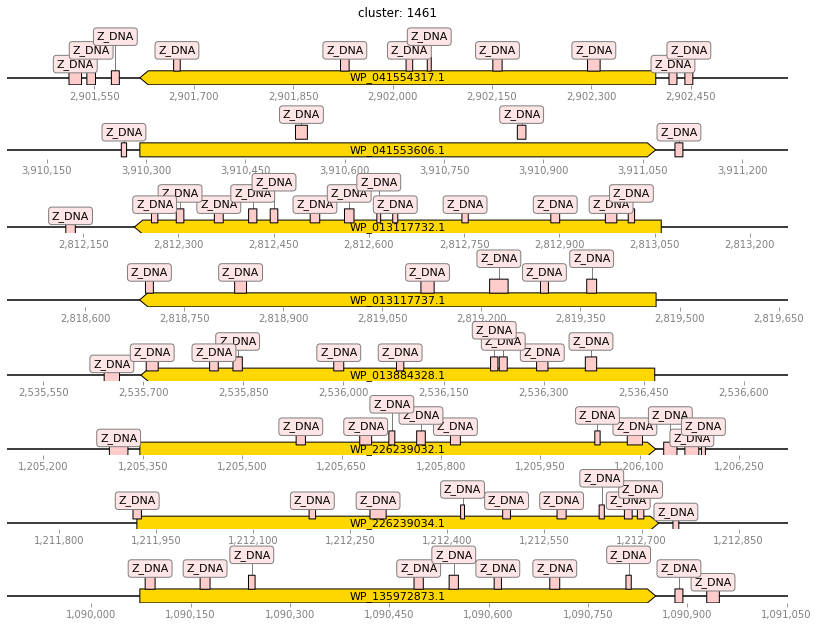 cluster: 1461
Z_DNA Z_DNA Z_DNA Z_DNA Z_DNA Z_DNA Z_DNA Z_DNA Z_DNA Z_DNA Z_DNA
WP_041554317.1
2,901,550 2,901,700 2,901,850 2,902,000 2,902,150 2,902,300 2,902,450
Z_DNA Z_DNA Z_DNA Z_DNA
WP_041553606.1
3,910,150 3,910,300 3,910,450 3,910,600 3,910,750 3,910,900 3,911,050 3,911,200
Z_DNA Z_DNA Z_DNA Z_DNA Z_DNA Z_DNA Z_DNA Z_DNA Z_DNA Z_DNA Z_DNA Z_DNA Z_DNA
WP_013117732.1
2,812,150 2,812,300 2,812,450 2,812,600 2,812,750 2,812,900 2,813,050 2,813,200
Z_DNA Z_DNA Z_DNA Z_DNA Z_DNA Z_DNA
WP_013117737.1
2,818,600 2,818,750 2,818,900 2,819,050 2,819,200 2,819,350 2,819,500 2,819,650
Z_DNA Z_DNA Z_DNA Z_DNA Z_DNA Z_DNA Z_DNA Z_DNA Z_DNA Z_DNA
WP_013884328.1
2,535,550 2,535,700 2,535,850 2,536,000 2,536,150 2,536,300 2,536,450 2,536,600
Z_DNA Z_DNA Z_DNA Z_DNA Z_DNA Z_DNA Z_DNA Z_DNA Z_DNA Z_DNA Z_DNA
WP_226239032.1
1,205,200 1,205,350 1,205,500 1,205,650 1,205,800 1,205,950 1,206,100 1,206,250
Z_DNA Z_DNA Z_DNA Z_DNA Z_DNA Z_DNA Z_DNA Z_DNA Z_DNA Z_DNA
WP_226239034.1
1,211,800 1,211,950 1,212,100 1,212,250 1,212,400 1,212,550 1,212,700 1,212,850
Z_DNA Z_DNA Z_DNA Z_DNA Z_DNA Z_DNA Z_DNA Z_DNA Z_DNA Z_DNA
WP_135972873.1
1,090,000 1,090,150 1,090,300 1,090,450 1,090,600 1,090,750 1,090,900 1,091,050